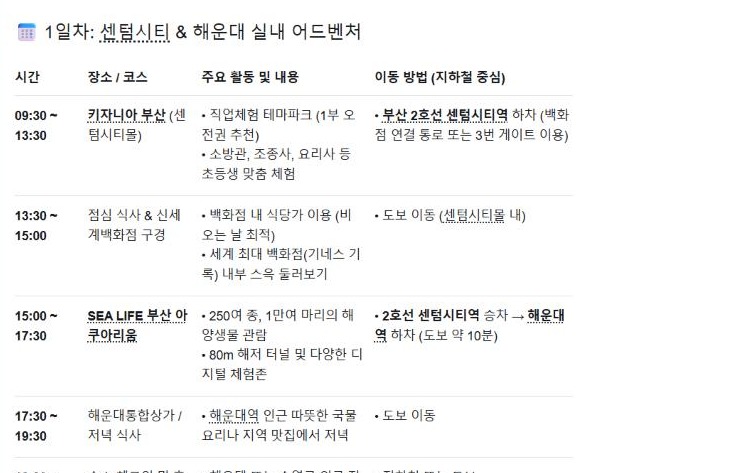 1일차: 센텀시티 & 해운대 실내 어드벤처
시간 장소 / 코스 주요 활동 및 내용 이동 방법 (지하철 중심)
09:30 ~
13:30
키자니아 부산 (센
텀시티몰)
• 직업체험 테마파크 (1부 오
전권 추천)
• 소방관, 조종사, 요리사 등
초등생 맞춤 체험
• 부산 2호선 센텀시티역 하차 (백화
점 연결 통로 또는 3번 게이트 이용)
13:30 ~
15:00
점심 식사 & 신세
계백화점 구경
• 백화점 내 식당가 이용 (비
오는 날 최적)
• 세계 최대 백화점(기네스 기
록) 내부 스윽 둘러보기
• 도보 이동 (센텀시티몰 내)
15:00 ~
17:30
SEA LIFE 부산 아
쿠아리움
• 250여 종, 1만여 마리의 해
양생물 관람
• 80m 해저 터널 및 다양한 디
지털 체험존
• 2호선 센텀시티역 승차 → 해운대
역 하차 (도보 약 10분)
17:30 ~
19:30
해운대통합상가 /
저녁 식사
• 해운대역 인근 따뜻한 국물
요리나 지역 맛집에서 저녁
• 도보 이동